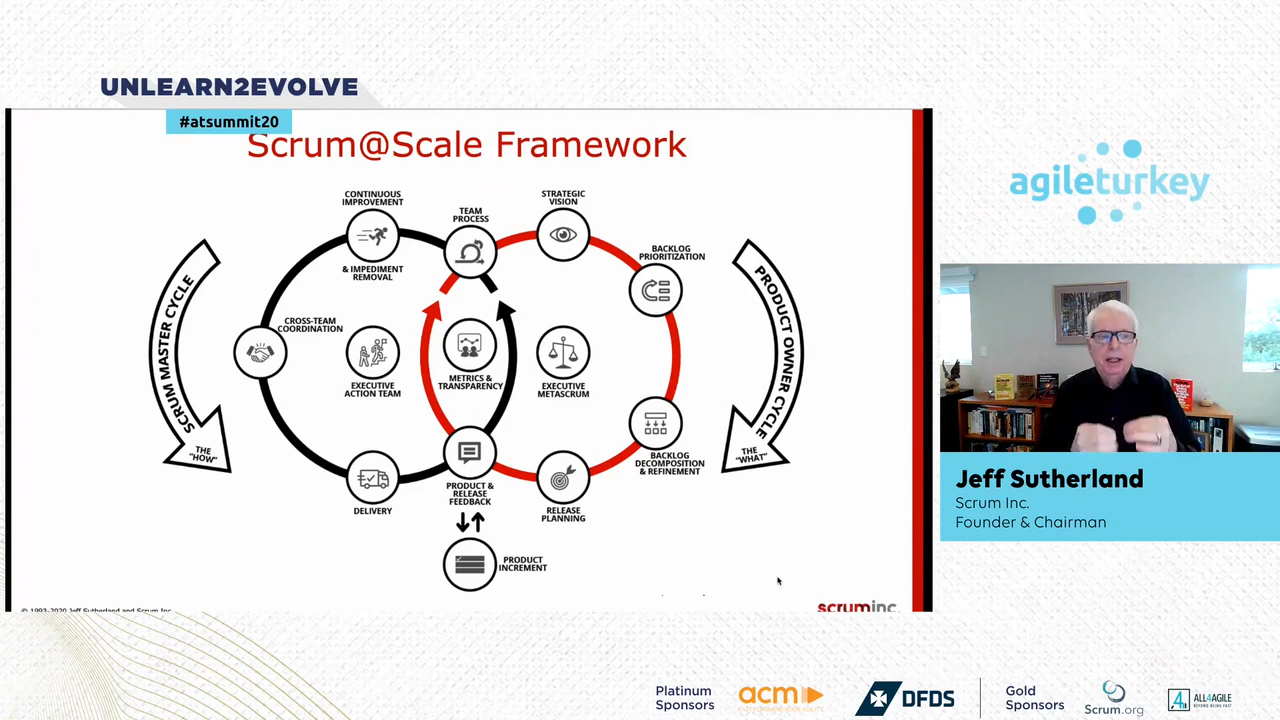 UNLEARN2EVOLVE
#atsummit20
Scrum@Scale Framework
CONTINUOUS
IMPROVEMENT
& IMPEDIMENT
REMOVAL
TEAM
PROCESS
STRATEGIC
VISION
BACKLOG
PRIORITIZATION
CROSS-TEAM
COORDINATION
EXECUTIVE
ACTION TEAM
METRICS &
TRANSPARENCY
EXECUTIVE
METASCRUM
SCRUM MASTER CYCLE
THE
"HOW"
PRODUCT OWNER CYCLE
THE
"WHAT"
BACKLOG
DECOMPOSITION
& REFINEMENT
DELIVERY
PRODUCT &
RELEASE
FEEDBACK
RELEASE
PLANNING
PRODUCT
INCREMENT
© 1993-2020 Jeff Sutherland and Scrum Inc.
scruminc.
agileturkey
Jeff Sutherland
Scrum Inc.
Founder & Chairman
Platinum
Sponsors
acm
DFDS
Gold
Sponsors
Scrum.org
ALL4AGILE
BEYOND BEING FAST